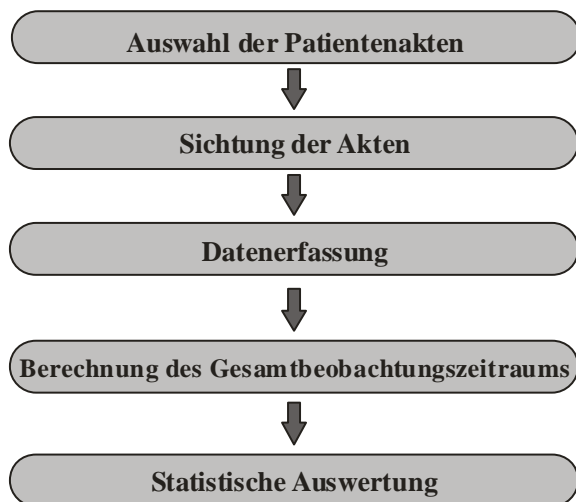 Auswahl der Patientenakten
Sichtung der Akten
Datenerfassung
Berechnung des Gesamtbeobachtungszeitraums
Statistische Auswertung